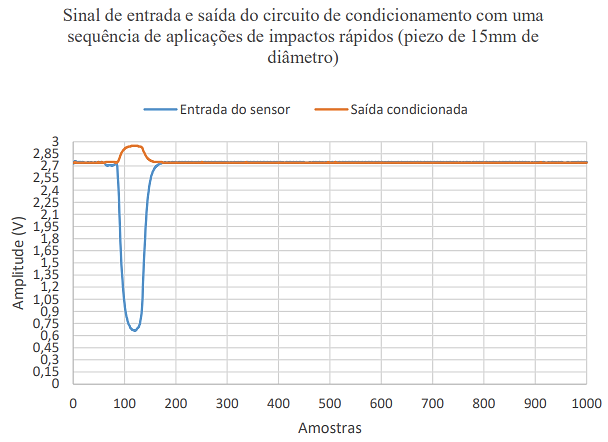 Sinal de entrada e saída do circuito de condicionamento com uma
sequência de aplicações de impactos rápidos (piezo de 15mm de
diâmetro)
Entrada do sensor
Saída condicionada
3
2,85
2,7
2,55
2,4
2,25
2,1
1,95
1,8
1,65
1,5
1,35
1,2
1,05
0,9
0,75
0,6
0,45
0,3
0,15
0
Amplitude (V)
0 100 200 300 400 500 600 700 800 900 1000
Amostras